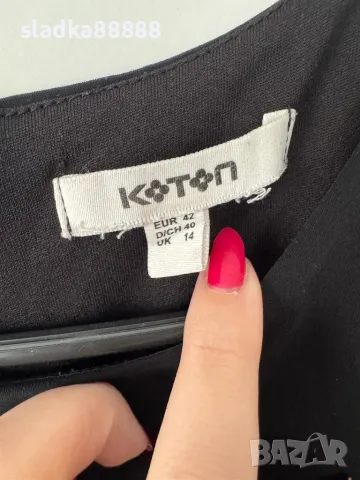 sladka88888
KOTON
EUR 42
D/CH 40
UK 14
BAZAR